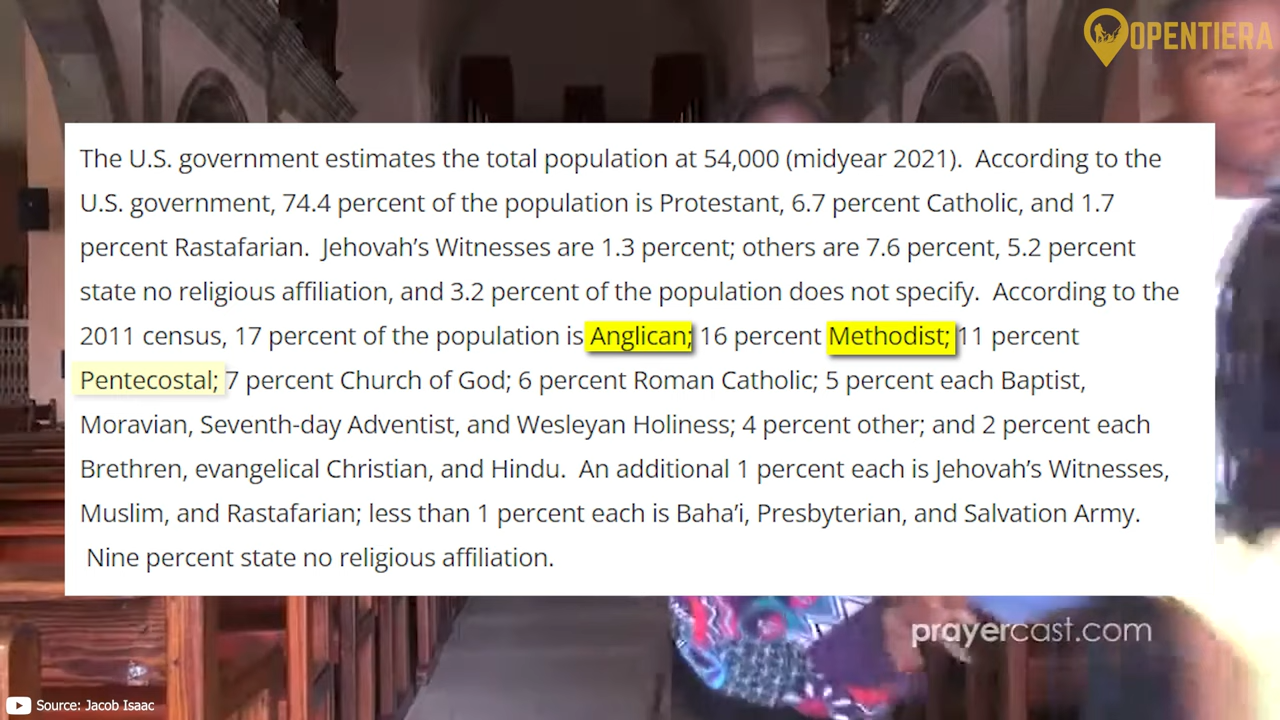 OPENTIERA
The U.S. government estimates the total population at 54,000 (midyear 2021).  According to the
U.S. government, 74.4 percent of the population is Protestant, 6.7 percent Catholic, and 1.7
percent Rastafarian.  Jehovah’s Witnesses are 1.3 percent; others are 7.6 percent, 5.2 percent
state no religious affiliation, and 3.2 percent of the population does not specify.  According to the
2011 census, 17 percent of the population is Anglican; 16 percent Methodist; 11 percent
Pentecostal; 7 percent Church of God; 6 percent Roman Catholic; 5 percent each Baptist,
Moravian, Seventh-day Adventist, and Wesleyan Holiness; 4 percent other; and 2 percent each
Brethren, evangelical Christian, and Hindu.  An additional 1 percent each is Jehovah’s Witnesses,
Muslim, and Rastafarian; less than 1 percent each is Baha’i, Presbyterian, and Salvation Army.
Nine percent state no religious affiliation.
prayercast.com
Source: Jacob Isaac